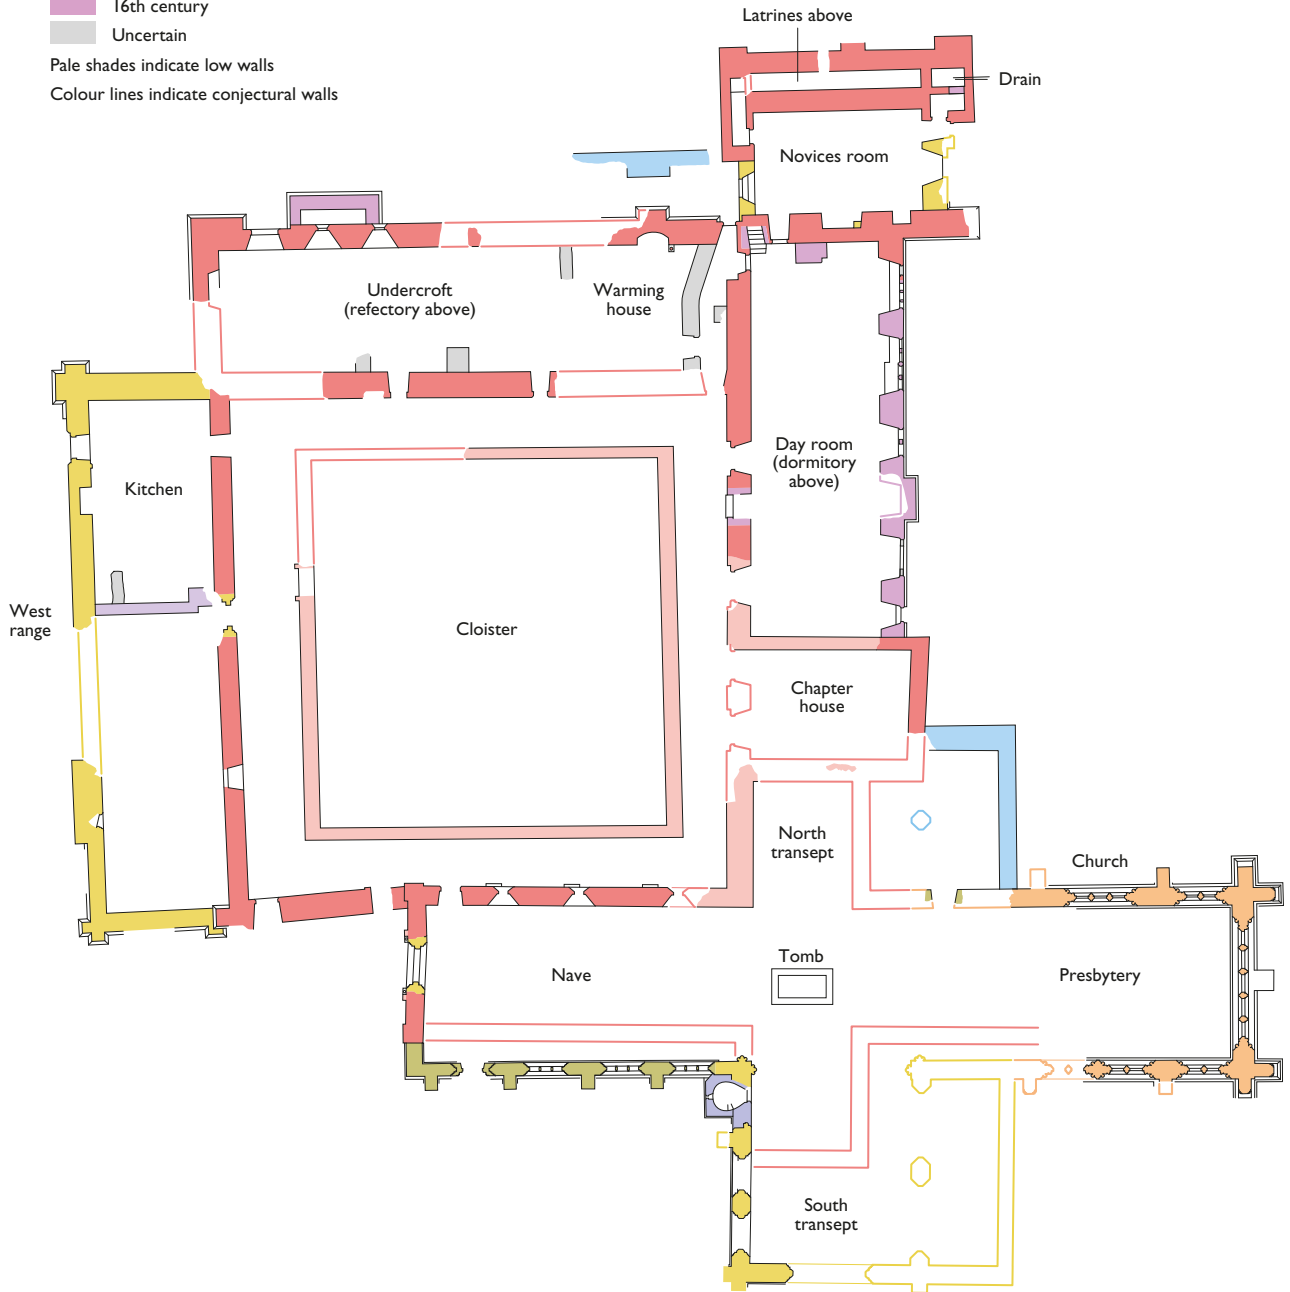 16th century
Uncertain
Pale shades indicate low walls
Colour lines indicate conjectural walls
Latrines above
Drain
Novices room
Undercroft
(refectory above)
Warming
house
Day room
(dormitory
above)
Kitchen
West
range
Cloister
Chapter
house
North
transept
Church
Nave
Tomb
Presbytery
South
transept